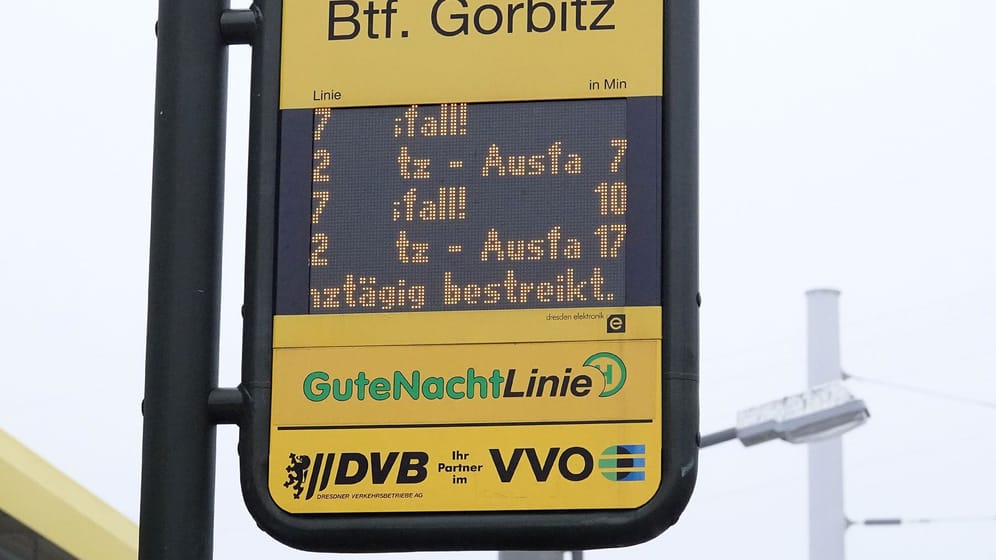 Btf. Gorbitz
Linie in Min
7 fall!
2 tz - Ausfa 7
7 fall! 10
2 tz - Ausfa 17
nztägig bestreikt.
dresden elektronik e
GuteNachtLinie H
DVB Ihr Partner im VVO
DRESDNER VERKEHRSBETRIEBE AG